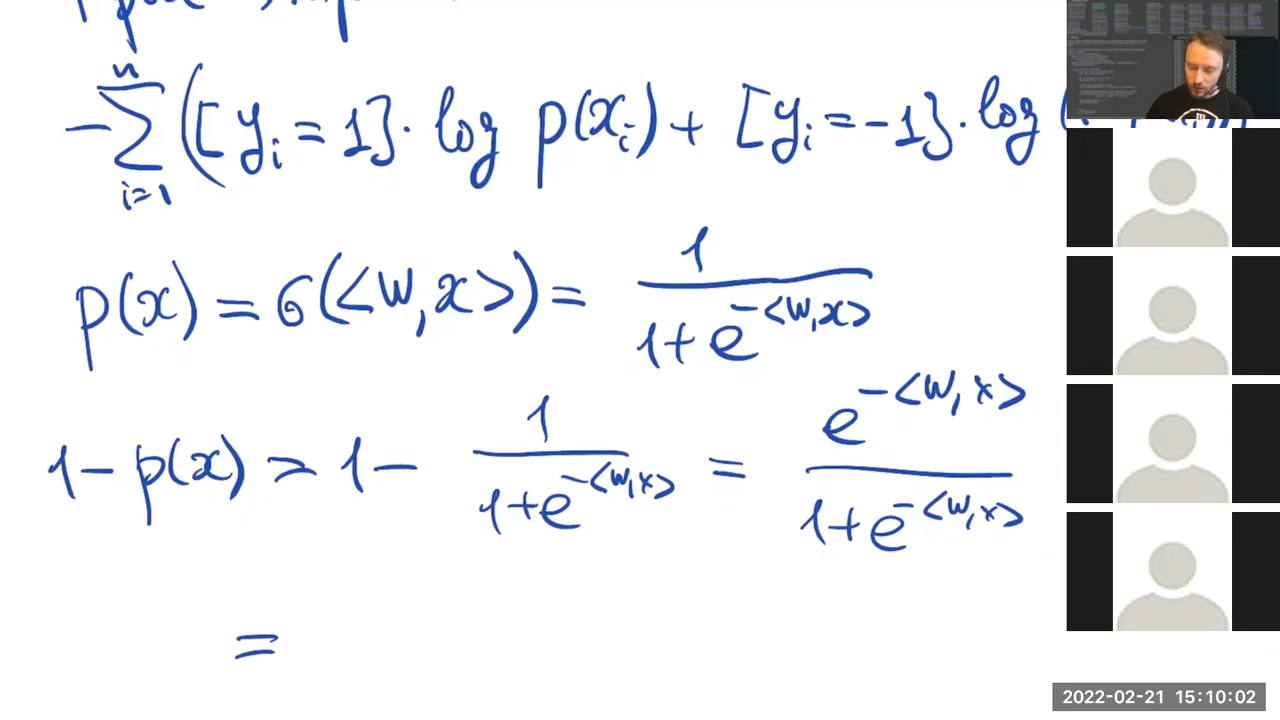 -∑_{i=1}^{n} ([y_i = 1] · log p(x_i) + [y_i = -1] · log (
p(x) = σ(<w, x>) = 1 / (1 + e^{-<w,x>})
1 - p(x) = 1 - 1 / (1 + e^{-<w,x>}) = e^{-<w, x>} / (1 + e^{-<w,x>})
=
2022-02-21 15:10:02